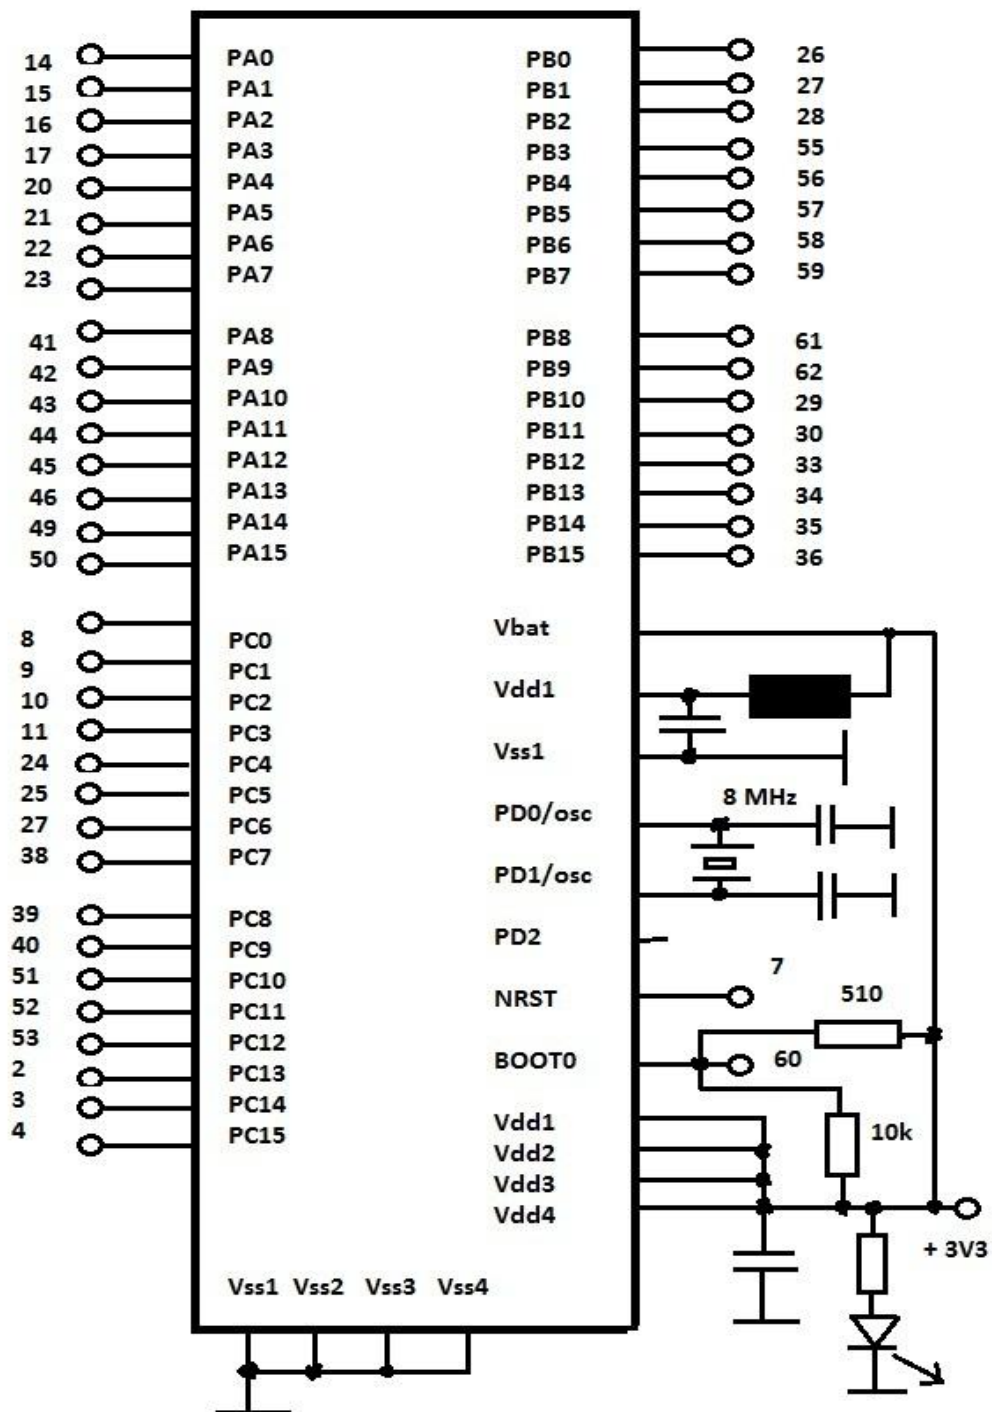 14 PA0 PB0 26
15 PA1 PB1 27
16 PA2 PB2 28
17 PA3 PB3 55
20 PA4 PB4 56
21 PA5 PB5 57
22 PA6 PB6 58
23 PA7 PB7 59
41 PA8 PB8 61
42 PA9 PB9 62
43 PA10 PB10 29
44 PA11 PB11 30
45 PA12 PB12 33
46 PA13 PB13 34
49 PA14 PB14 35
50 PA15 PB15 36
Vbat
8 PC0
9 PC1
10 PC2 Vdd1
11 PC3
24 PC4 Vss1
25 PC5
8 MHz
27 PC6 PD0/osc
38 PC7
PD1/osc
39 PC8
40 PC9 PD2
51 PC10
7
52 PC11 NRST
510
53 PC12
2 PC13 BOOT0 60
3 PC14
4 PC15 Vdd1 10k
Vdd2
Vdd3
Vdd4
+ 3V3
Vss1 Vss2 Vss3 Vss4